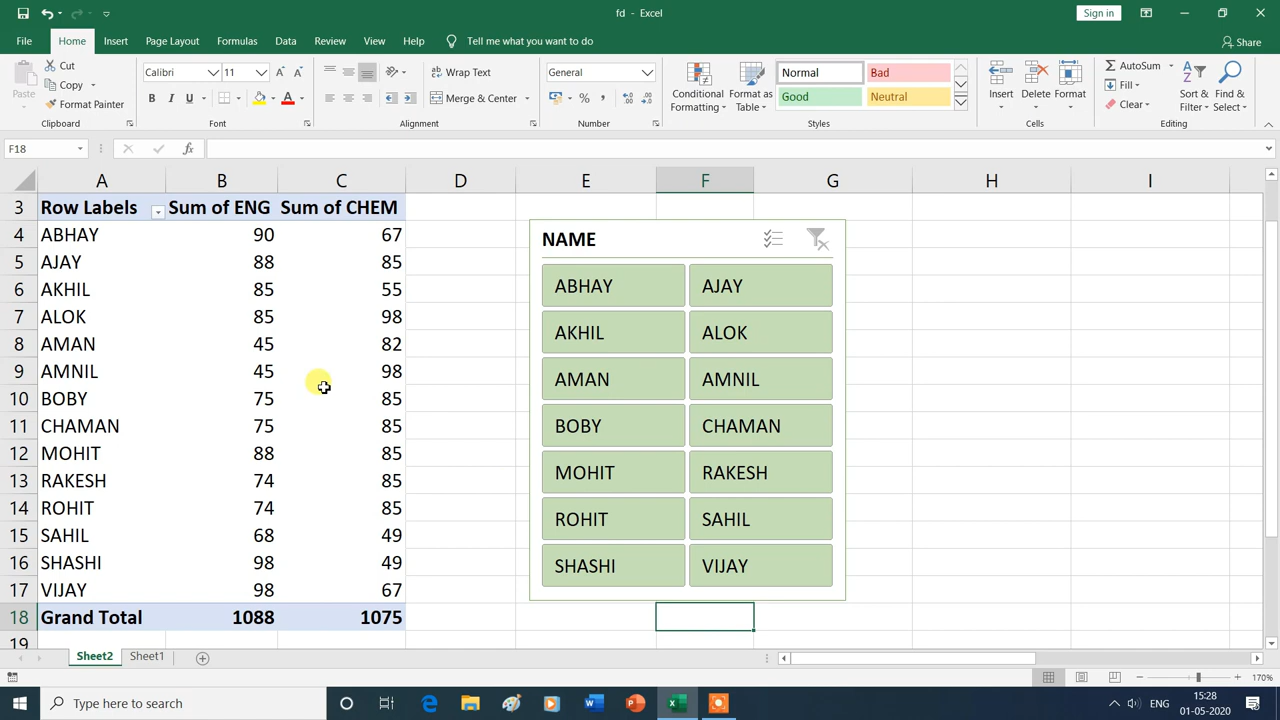 fd - Excel
Sign in
File Home Insert Page Layout Formulas Data Review View Help Tell me what you want to do Share
Paste
Cut
Copy
Format Painter
Clipboard
Calibri 11
B I U
Font
Wrap Text
Merge & Center
Alignment
General
Number
Conditional Formatting
Format as Table
Normal Bad
Good Neutral
Styles
Insert Delete Format
Cells
AutoSum
Fill
Clear
Sort & Filter
Find & Select
Editing
F18 fx
A B C D E F G H I
3 Row Labels Sum of ENG Sum of CHEM
4 ABHAY 90 67
5 AJAY 88 85
6 AKHIL 85 55
7 ALOK 85 98
8 AMAN 45 82
9 AMNIL 45 98
10 BOBY 75 85
11 CHAMAN 75 85
12 MOHIT 88 85
13 RAKESH 74 85
14 ROHIT 74 85
15 SAHIL 68 49
16 SHASHI 98 49
17 VIJAY 98 67
18 Grand Total 1088 1075
19
NAME
ABHAY AJAY
AKHIL ALOK
AMAN AMNIL
BOBY CHAMAN
MOHIT RAKESH
ROHIT SAHIL
SHASHI VIJAY
Sheet2 Sheet1
170%
Type here to search
ENG
15:28
01-05-2020